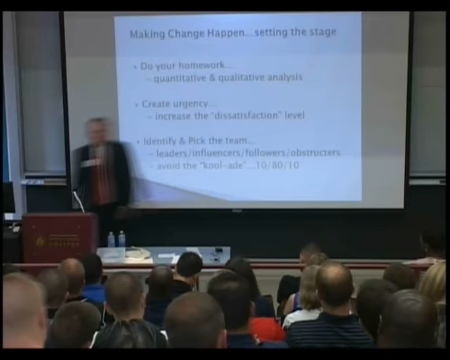 Making Change Happen...setting the stage
• Do your homework...
– quantitative & qualitative analysis
• Create urgency...
– increase the "dissatisfaction" level
• Identify & Pick the team...
– leaders/influencers/followers/obstructers
– avoid the "kool-ade"...10/80/10
COLLEGE